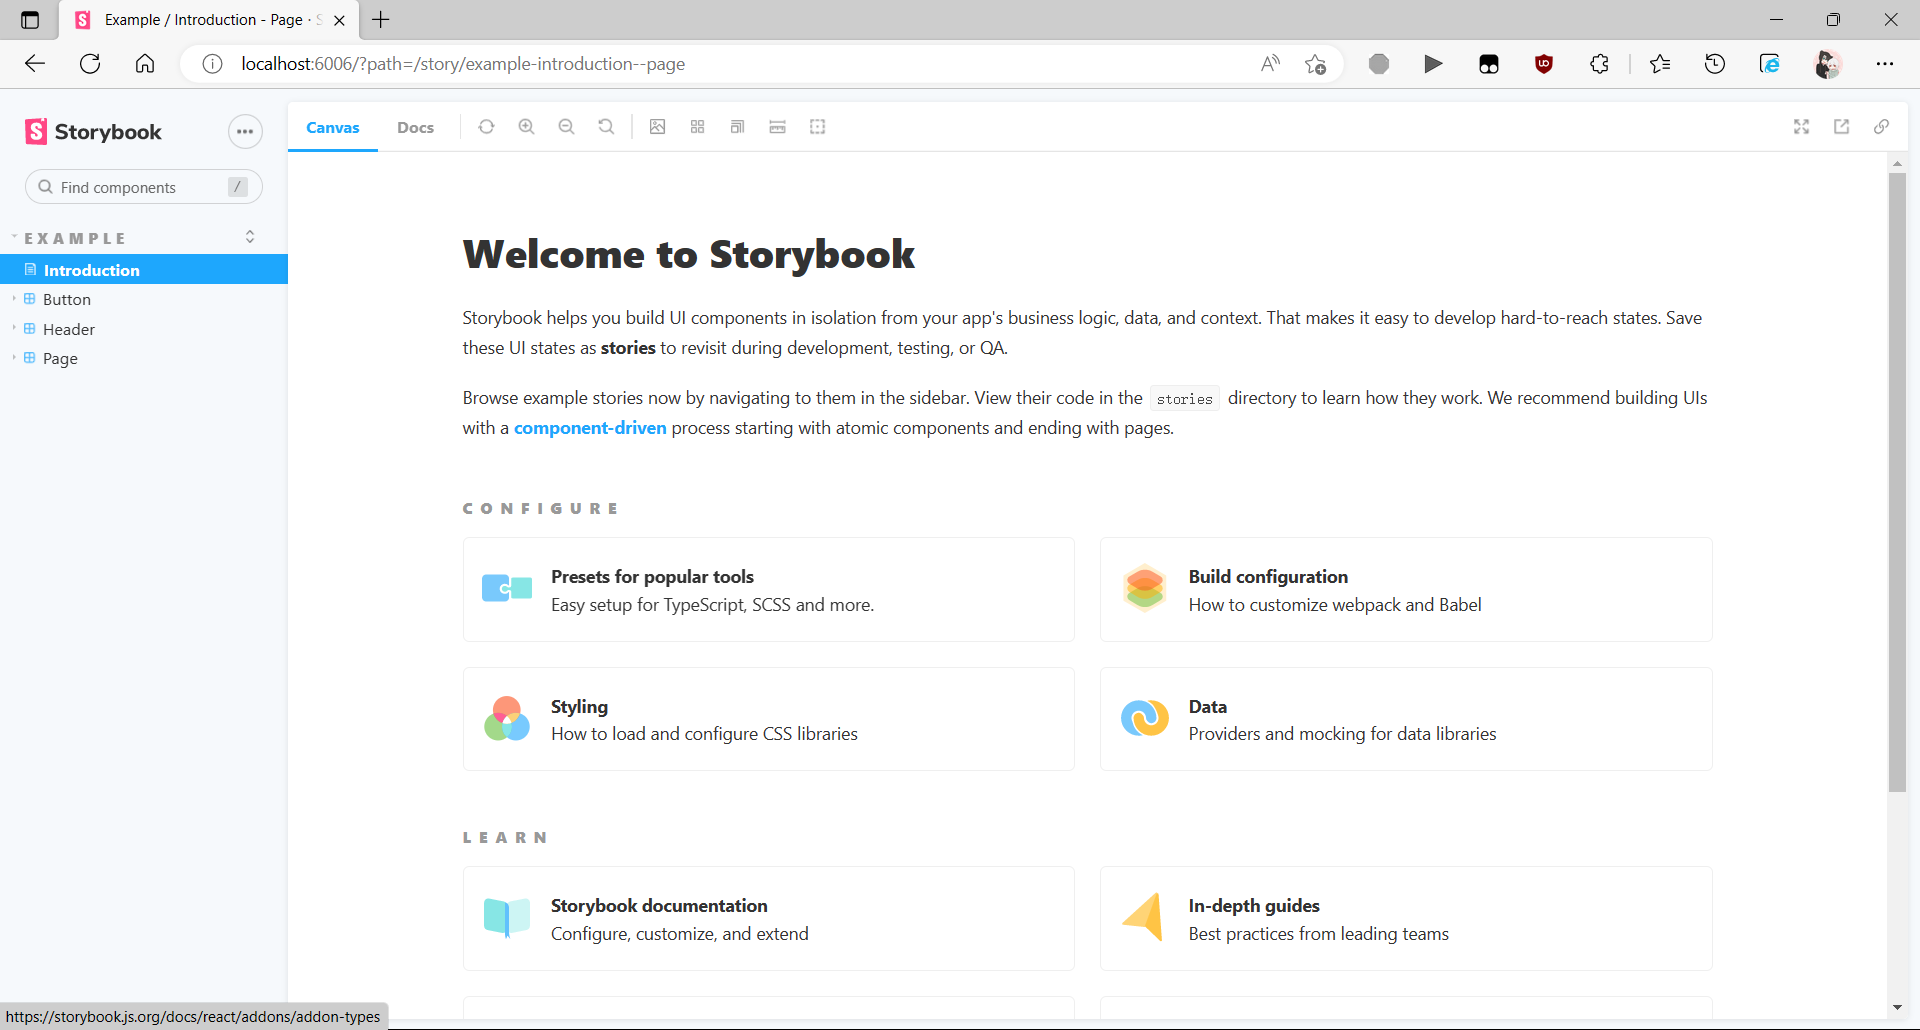 Example / Introduction - Page ·
localhost:6006/?path=/story/example-introduction--page
Storybook
Canvas
Docs
Find components
/
EXAMPLE
Introduction
Button
Header
Page
Welcome to Storybook
Storybook helps you build UI components in isolation from your app's business logic, data, and context. That makes it easy to develop hard-to-reach states. Save
these UI states as stories to revisit during development, testing, or QA.
Browse example stories now by navigating to them in the sidebar. View their code in the stories directory to learn how they work. We recommend building UIs
with a component-driven process starting with atomic components and ending with pages.
CONFIGURE
Presets for popular tools
Easy setup for TypeScript, SCSS and more.
Build configuration
How to customize webpack and Babel
Styling
How to load and configure CSS libraries
Data
Providers and mocking for data libraries
LEARN
Storybook documentation
Configure, customize, and extend
In-depth guides
Best practices from leading teams
https://storybook.js.org/docs/react/addons/addon-types